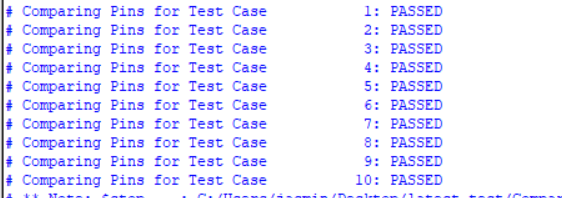 # Comparing Pins for Test Case 1: PASSED
# Comparing Pins for Test Case 2: PASSED
# Comparing Pins for Test Case 3: PASSED
# Comparing Pins for Test Case 4: PASSED
# Comparing Pins for Test Case 5: PASSED
# Comparing Pins for Test Case 6: PASSED
# Comparing Pins for Test Case 7: PASSED
# Comparing Pins for Test Case 8: PASSED
# Comparing Pins for Test Case 9: PASSED
# Comparing Pins for Test Case 10: PASSED
# ** Note: $stop : C:/Users/jasmin/Desktop/latest_test/Compar